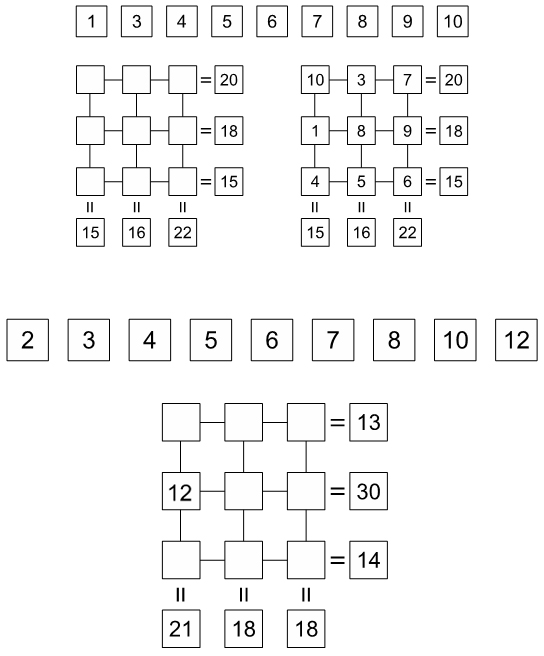 1 3 4 5 6 7 8 9 10
= 20 10 3 7 = 20
= 18 1 8 9 = 18
= 15 4 5 6 = 15
= = = = = =
15 16 22 15 16 22
2 3 4 5 6 7 8 10 12
= 13
12 = 30
= 14
= = =
21 18 18